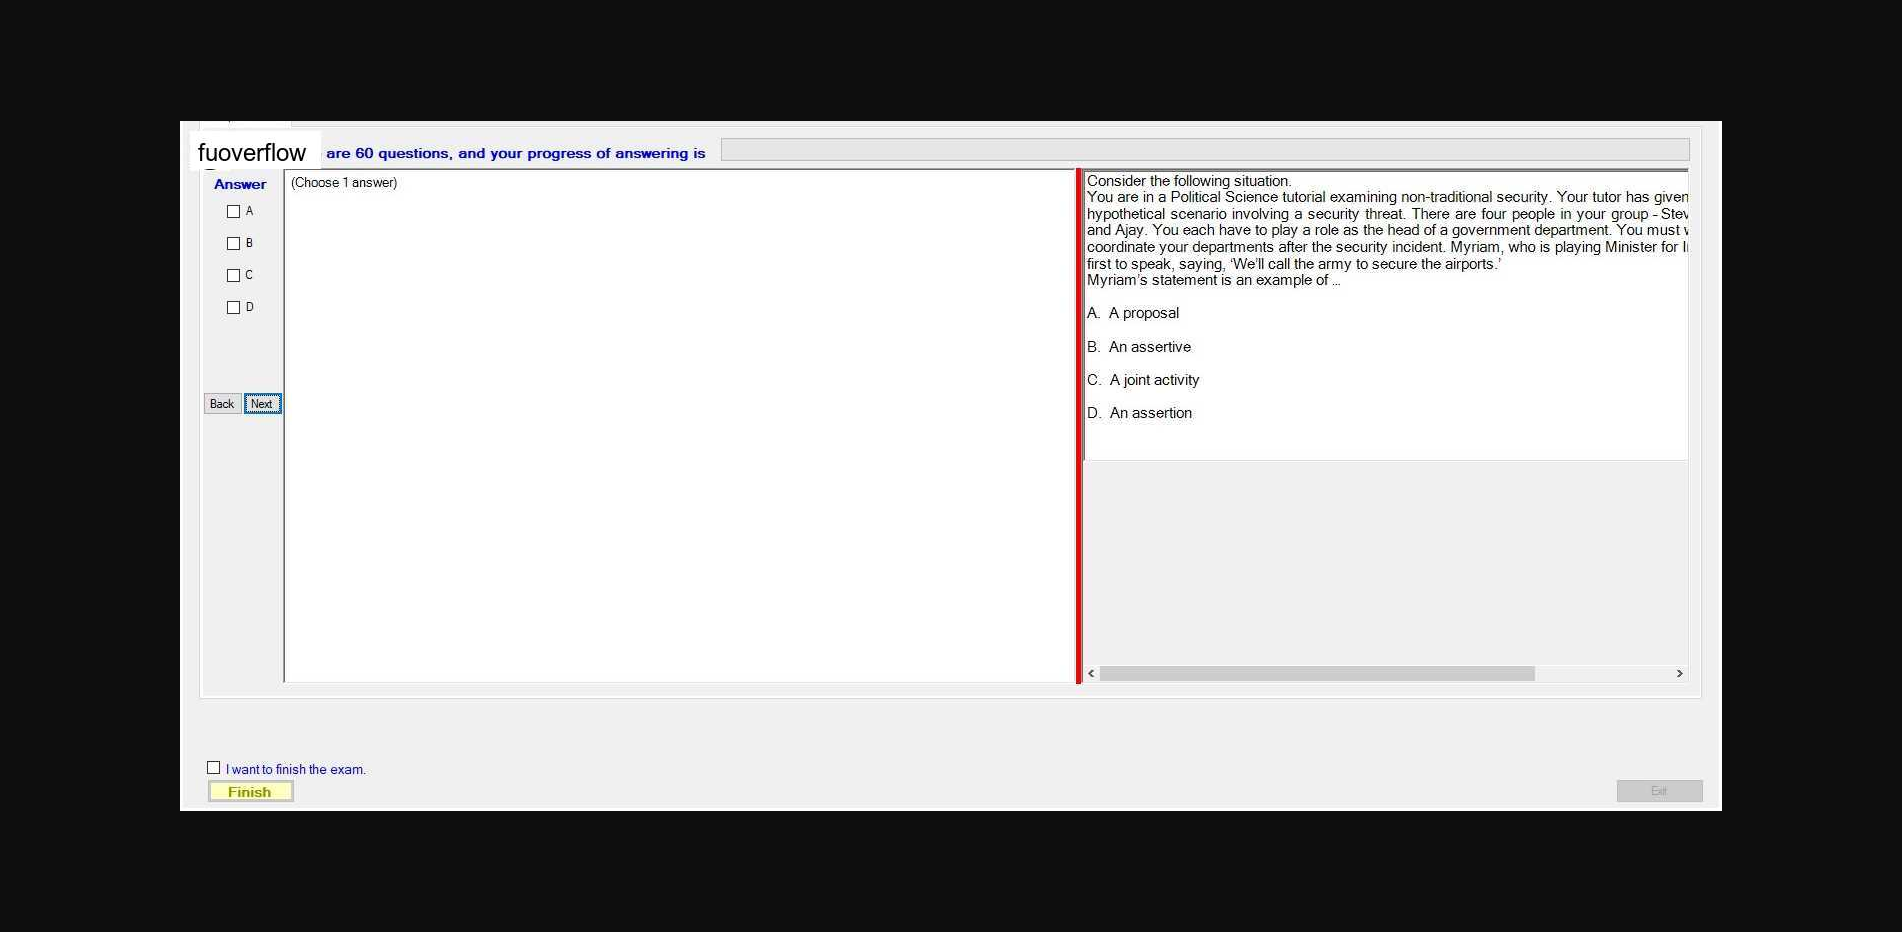 fuoverflow are 60 questions, and your progress of answering is
Answer
A
B
C
D
Back Next
(Choose 1 answer)
Consider the following situation.
You are in a Political Science tutorial examining non-traditional security. Your tutor has given
hypothetical scenario involving a security threat. There are four people in your group - Stev
and Ajay. You each have to play a role as the head of a government department. You must
coordinate your departments after the security incident. Myriam, who is playing Minister for I
first to speak, saying, ‘We’ll call the army to secure the airports.’
Myriam’s statement is an example of ...
A. A proposal
B. An assertive
C. A joint activity
D. An assertion
I want to finish the exam.
Finish
Exit